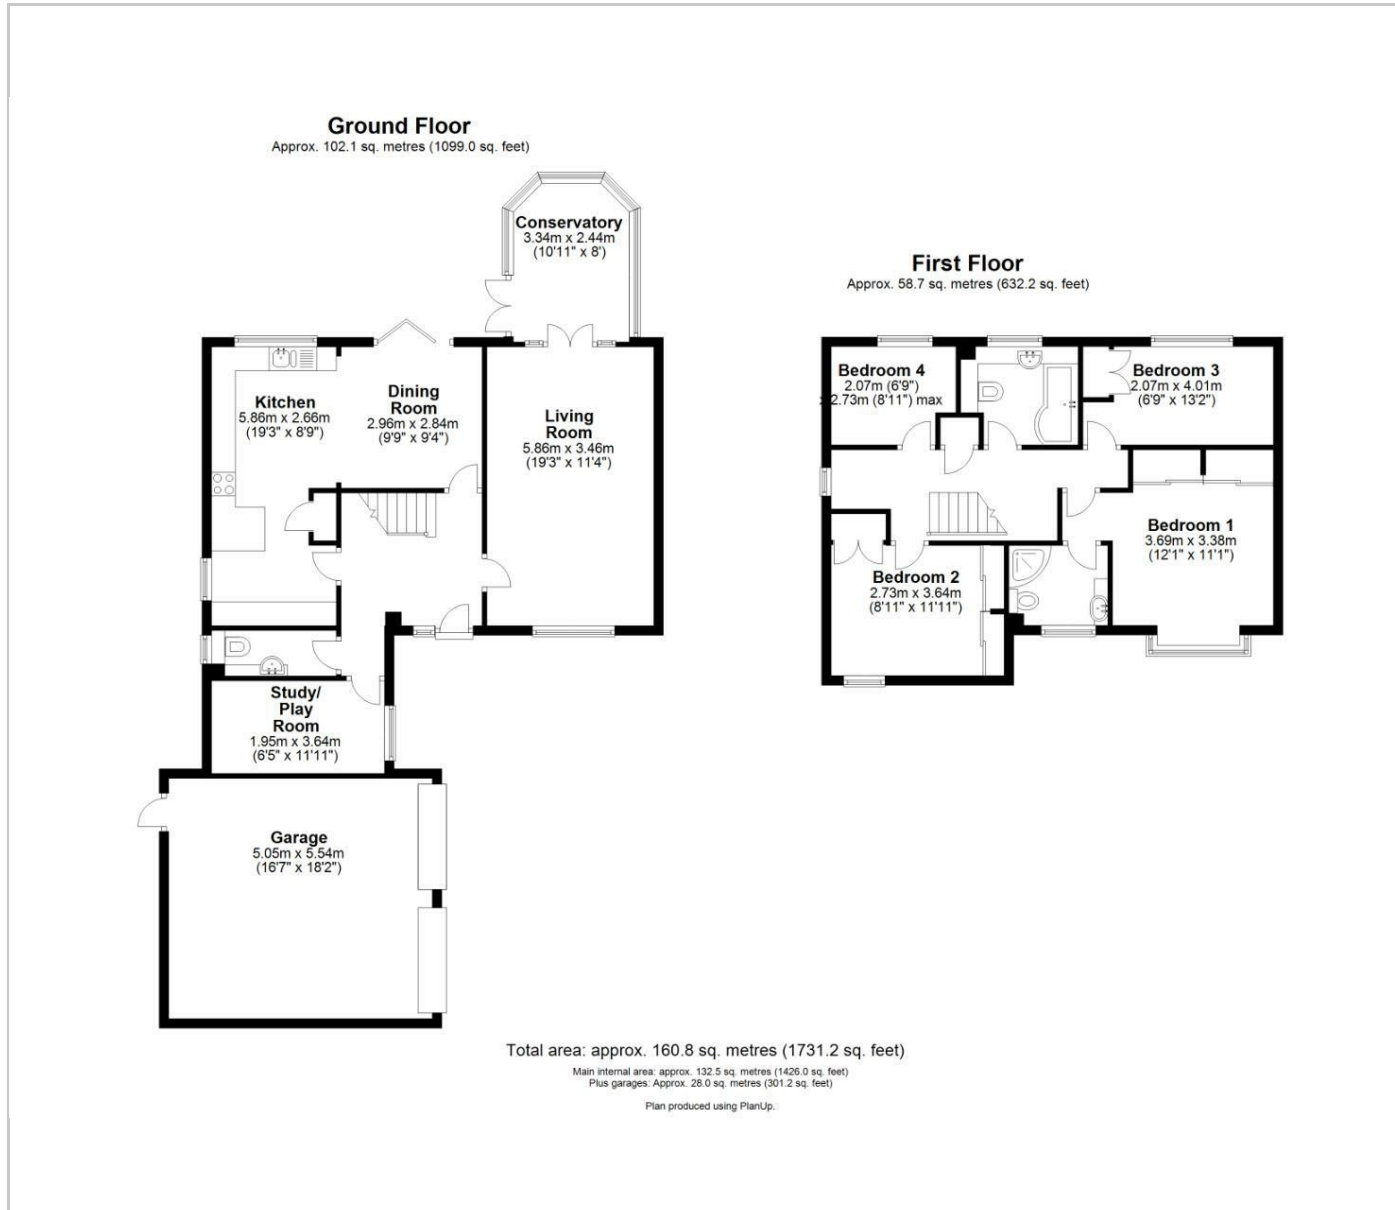 Ground Floor
Approx. 102.1 sq. metres (1099.0 sq. feet)
Conservatory
3.34m x 2.44m
(10'11" x 8')
Kitchen
5.86m x 2.66m
(19'3" x 8'9")
Dining
Room
2.96m x 2.84m
(9'9" x 9'4")
Living
Room
5.86m x 3.46m
(19'3" x 11'4")
Study/
Play
Room
1.95m x 3.64m
(6'5" x 11'11")
Garage
5.05m x 5.54m
(16'7" x 18'2")
First Floor
Approx. 58.7 sq. metres (632.2 sq. feet)
Bedroom 4
2.07m (6'9")
x 2.73m (8'11") max
Bedroom 3
2.07m x 4.01m
(6'9" x 13'2")
Bedroom 1
3.69m x 3.38m
(12'1" x 11'1")
Bedroom 2
2.73m x 3.64m
(8'11" x 11'11")
Total area: approx. 160.8 sq. metres (1731.2 sq. feet)
Main internal area: approx. 132.5 sq. metres (1426.0 sq. feet)
Plus garages: Approx. 28.0 sq. metres (301.2 sq. feet)
Plan produced using PlanUp.